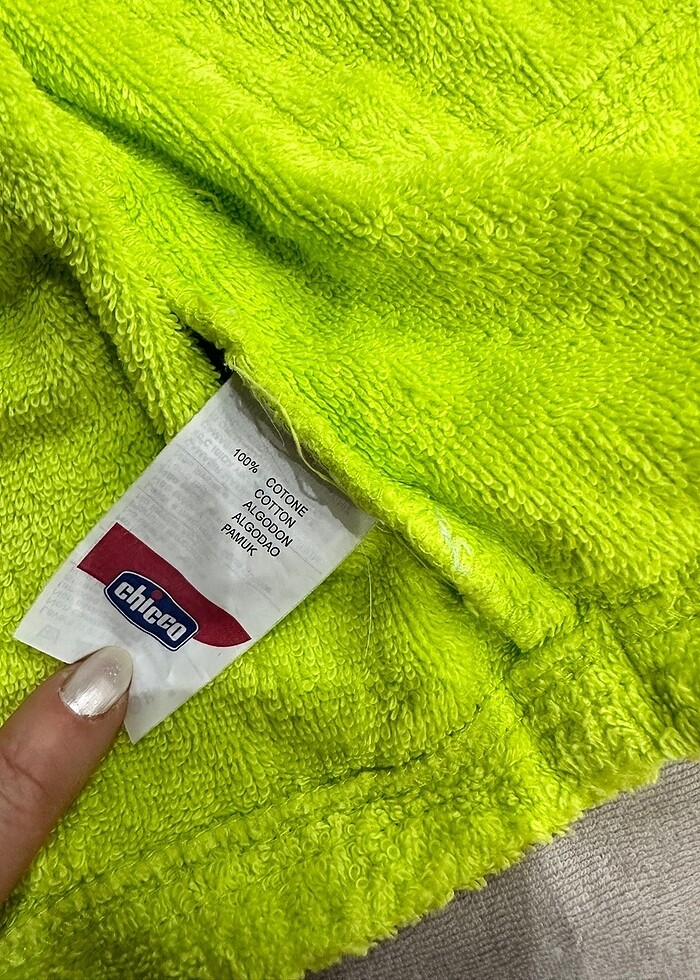 100% COTONE
COTTON
ALGODON
ALGODAO
PAMUK
chicco